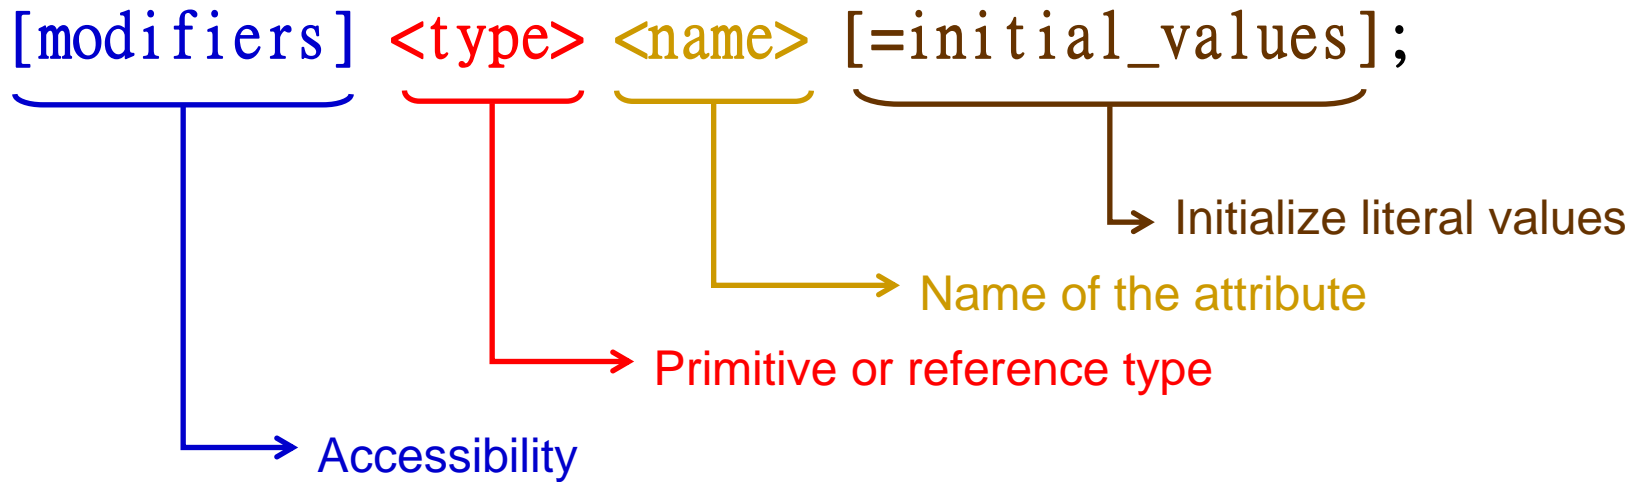 [modifiers] <type> <name> [=initial_values];
Initialize literal values
Name of the attribute
Primitive or reference type
Accessibility